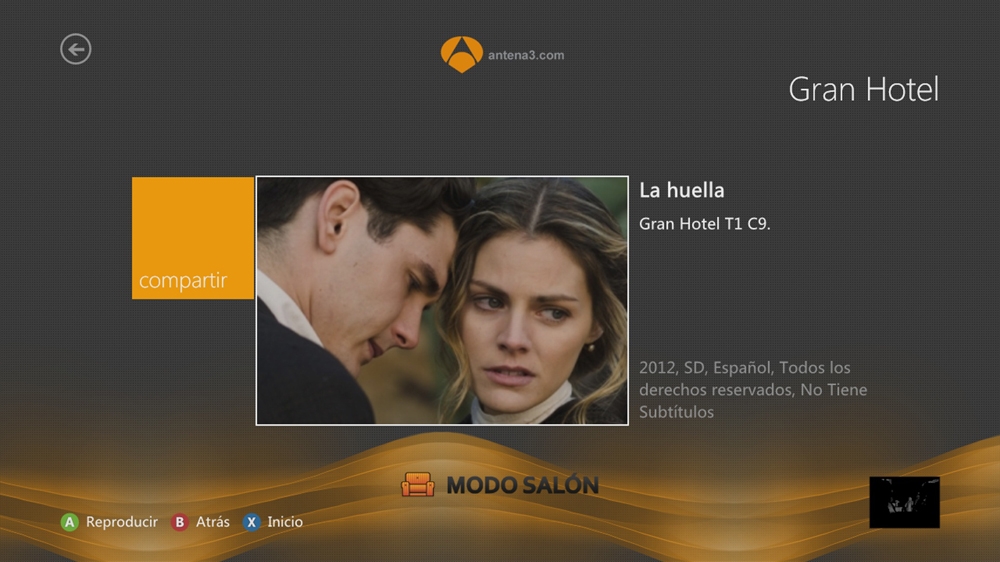 antena3.com
Gran Hotel
La huella
Gran Hotel T1 C9.
compartir
2012, SD, Español, Todos los
derechos reservados, No Tiene
Subtítulos
MODO SALÓN
A Reproducir B Atrás X Inicio